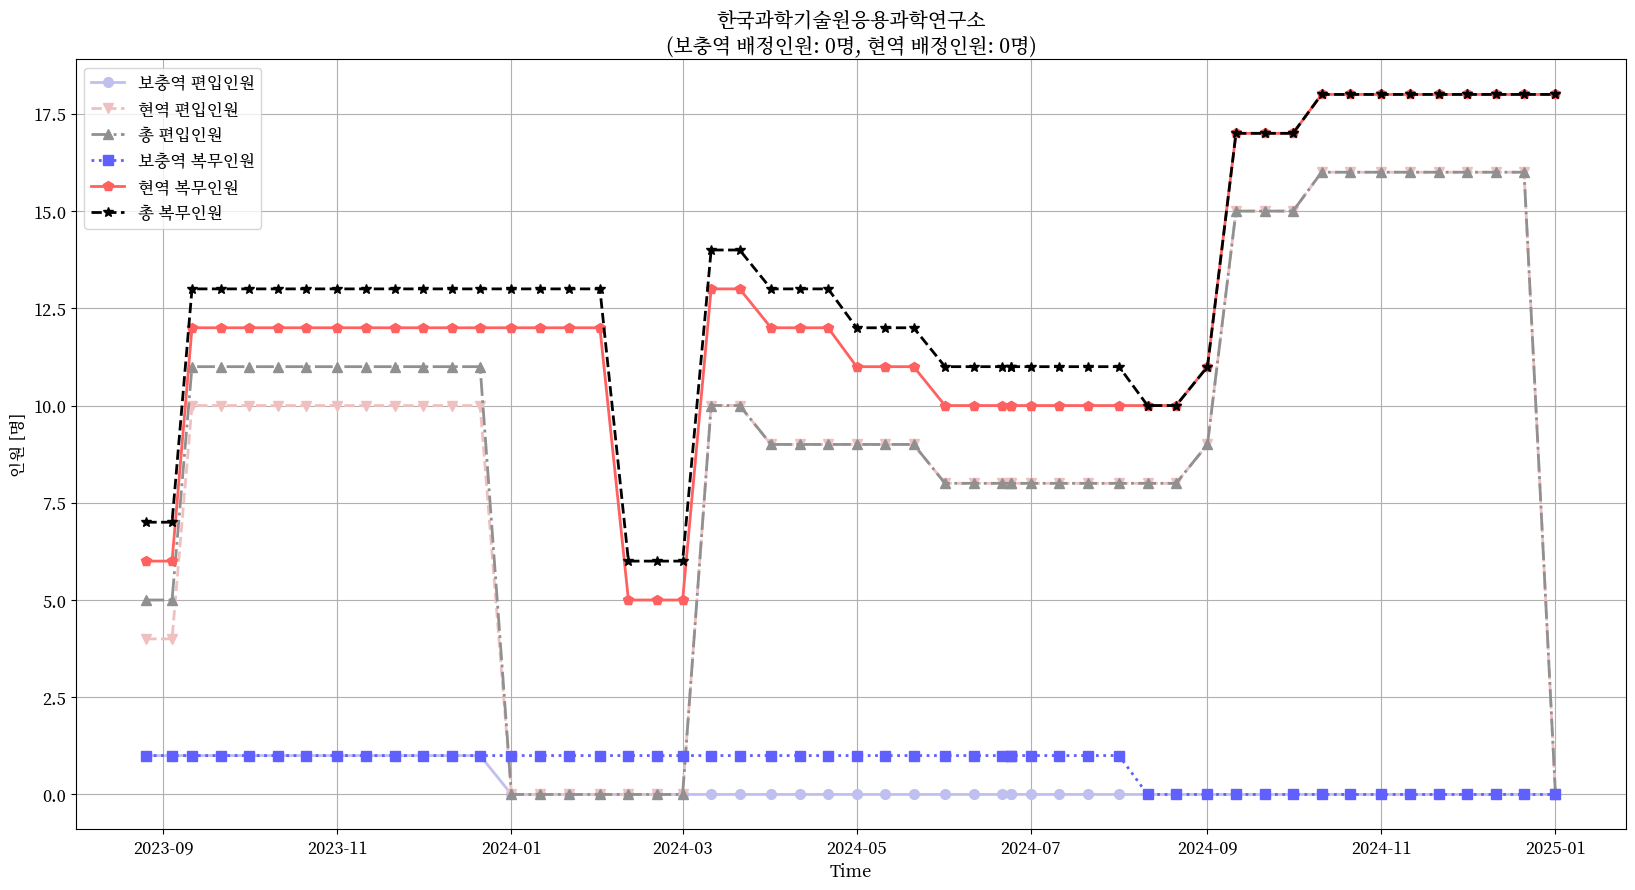 한국과학기술원응용과학연구소
(보충역 배정인원: 0명, 현역 배정인원: 0명)
보충역 편입인원
현역 편입인원
총 편입인원
보충역 복무인원
현역 복무인원
총 복무인원
인원 [명]
17.5
15.0
12.5
10.0
7.5
5.0
2.5
0.0
2023-09 2023-11 2024-01 2024-03 2024-05 2024-07 2024-09 2024-11 2025-01
Time